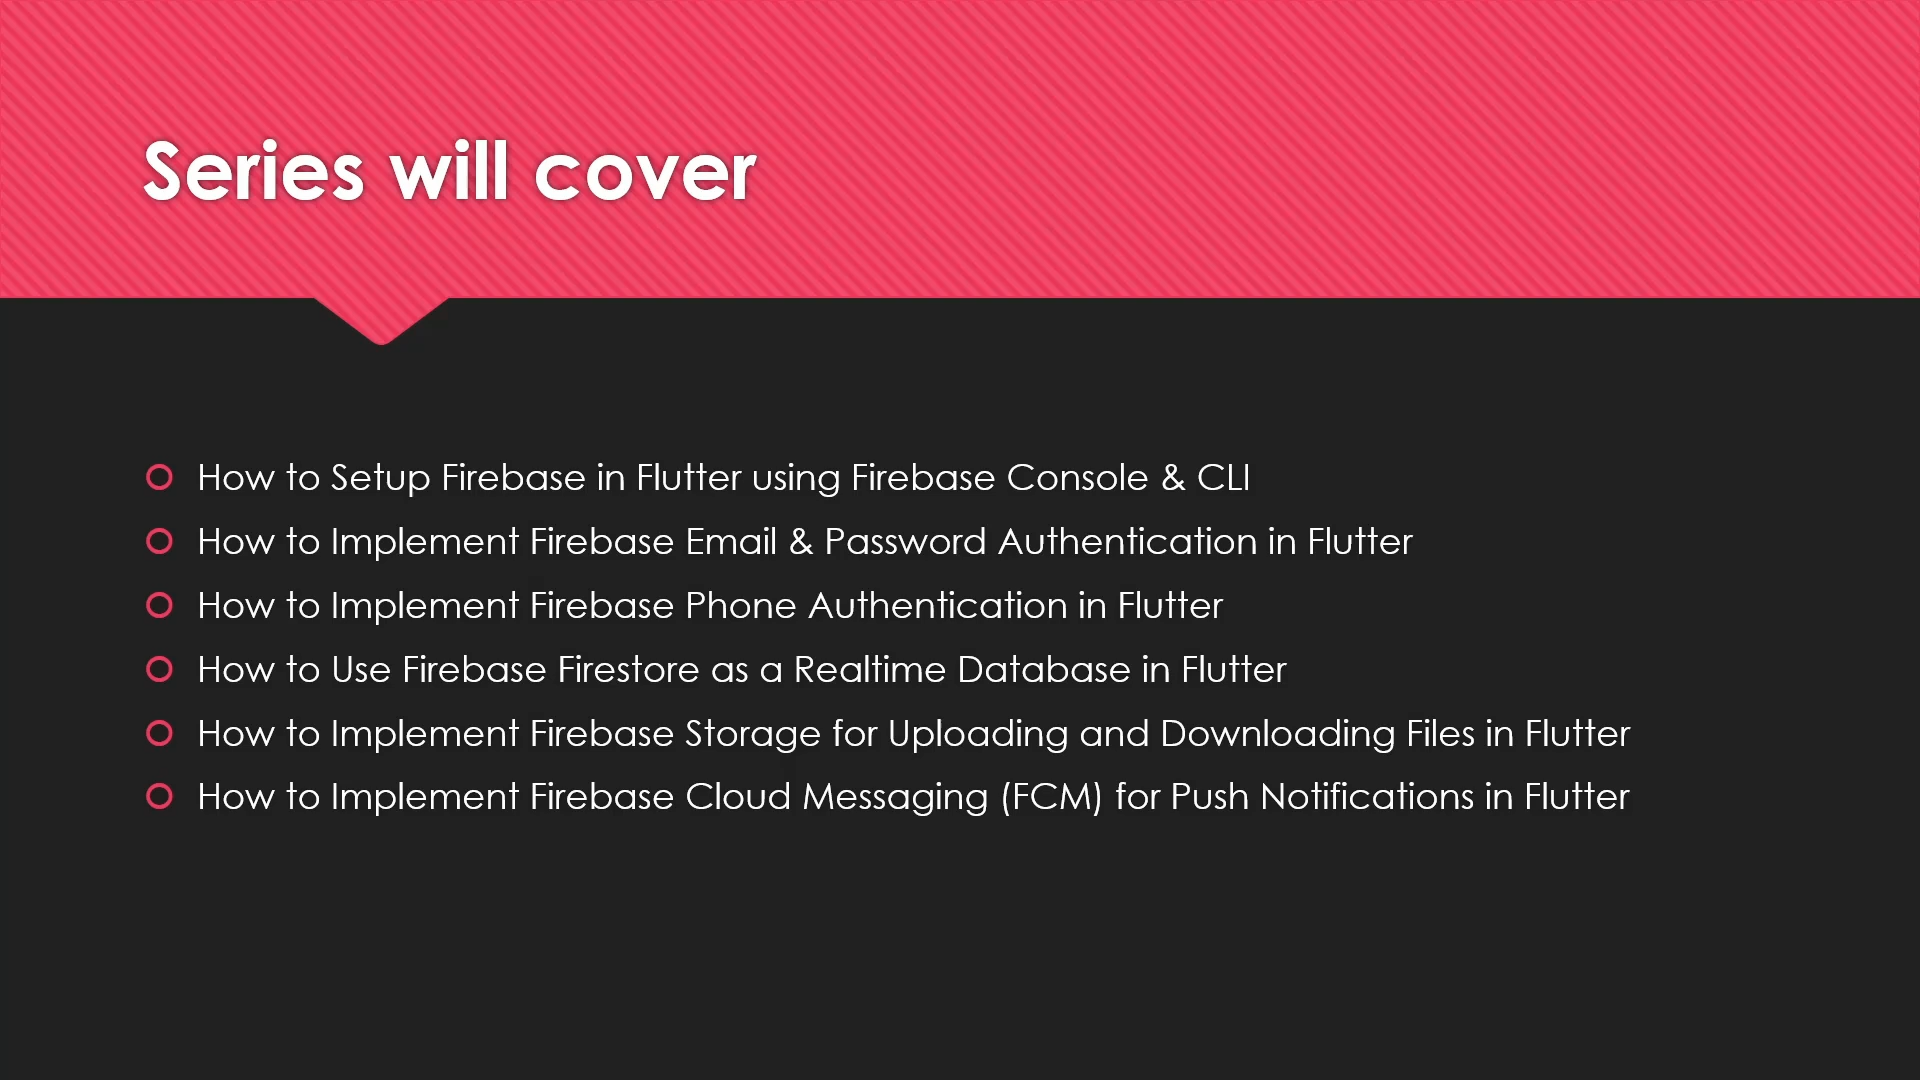 Series will cover
How to Setup Firebase in Flutter using Firebase Console & CLI
How to Implement Firebase Email & Password Authentication in Flutter
How to Implement Firebase Phone Authentication in Flutter
How to Use Firebase Firestore as a Realtime Database in Flutter
How to Implement Firebase Storage for Uploading and Downloading Files in Flutter
How to Implement Firebase Cloud Messaging (FCM) for Push Notifications in Flutter